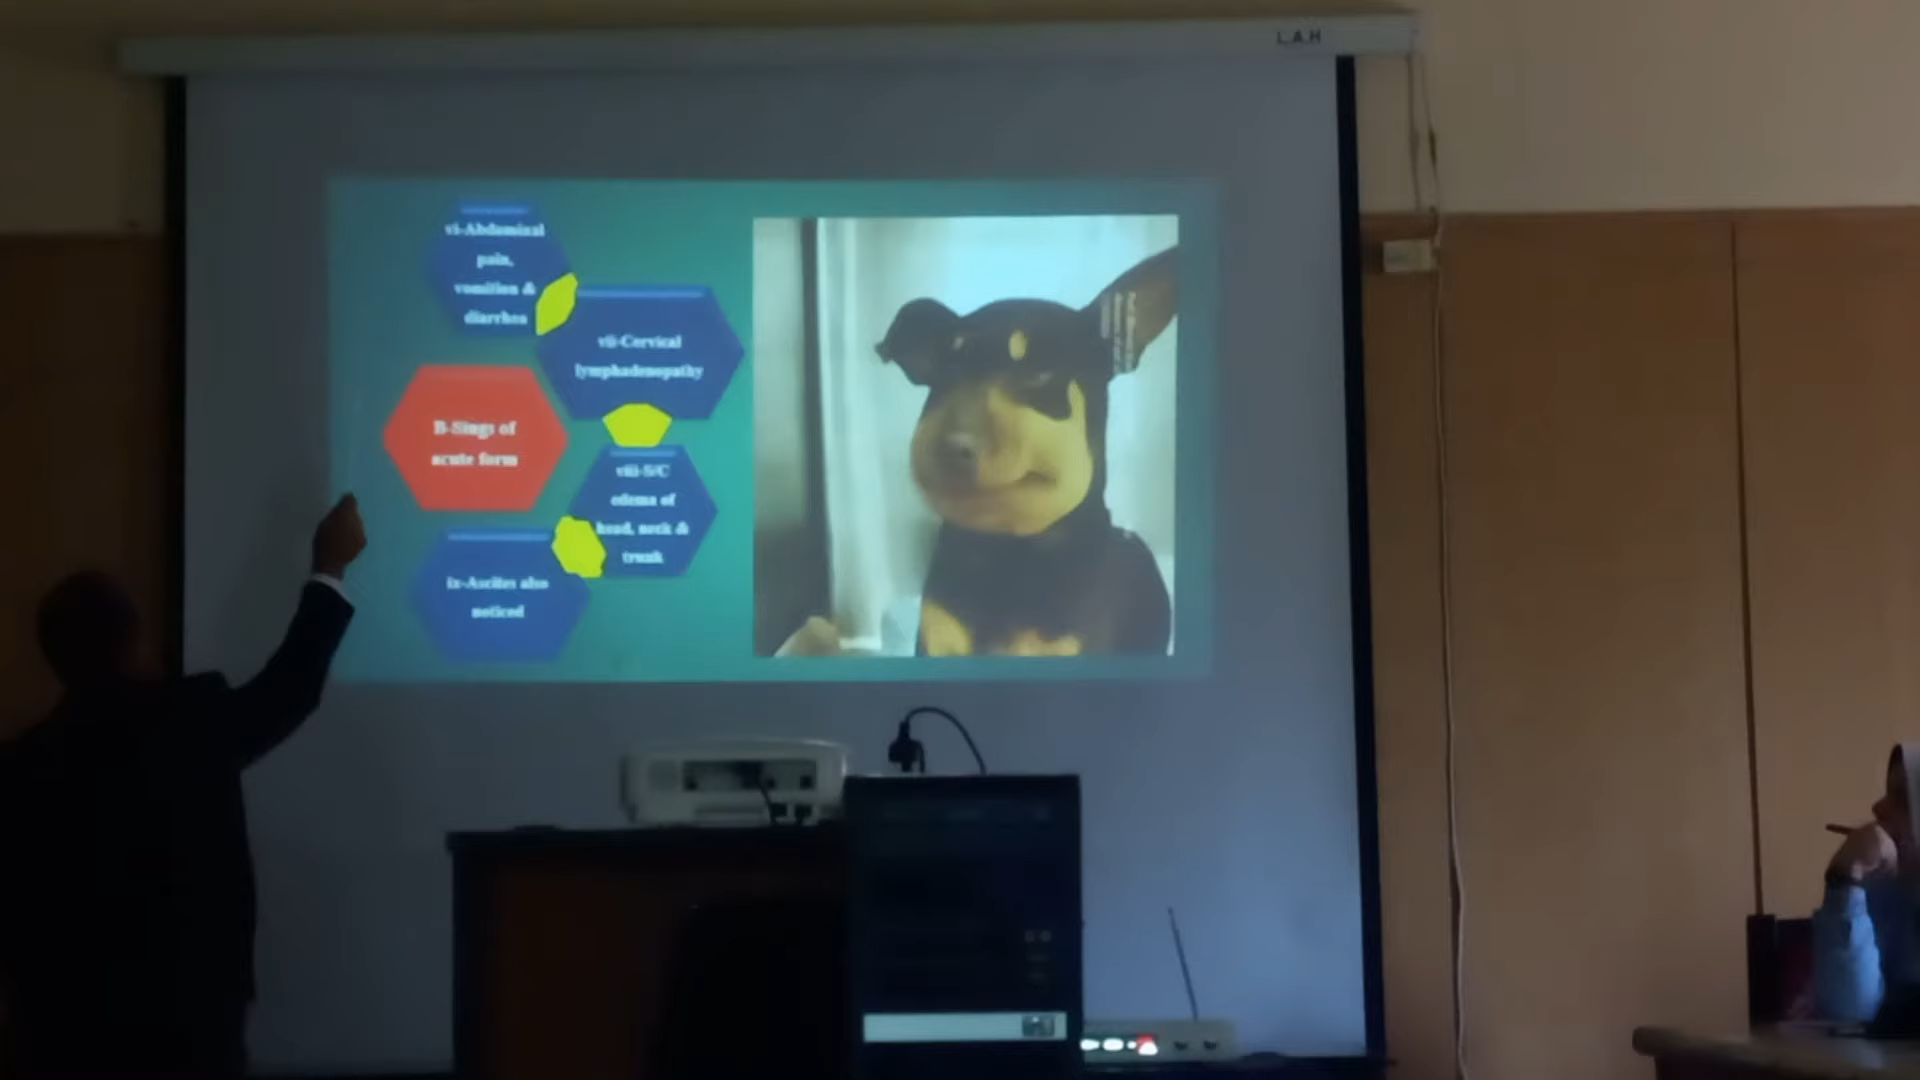 L.A.H
vi-Abdominal
pain,
vomition &
diarrhea
vii-Cervical
lymphadenopathy
B-Sings of
acute form
viii-S/C
edema of
head, neck &
trunk
ix-Ascites also
noticed